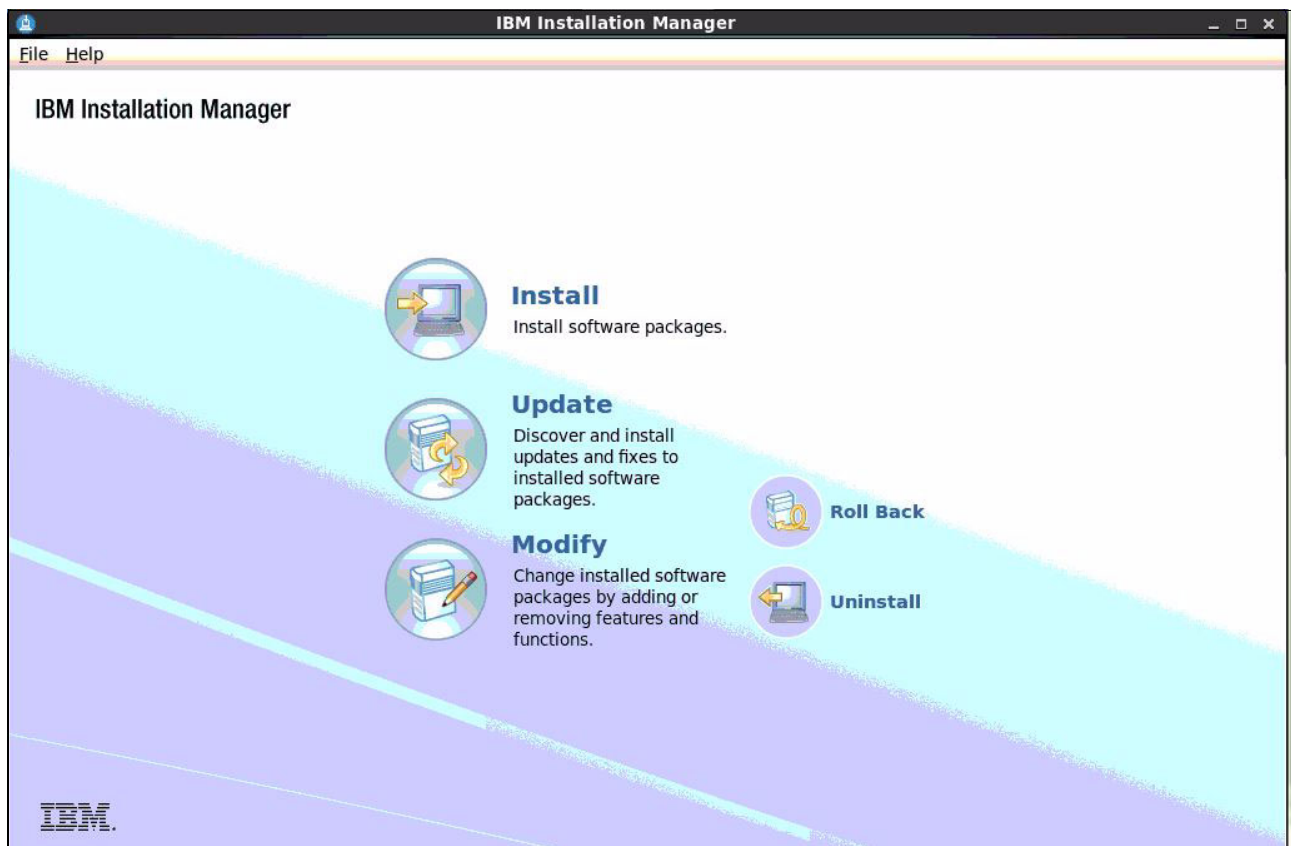 IBM Installation Manager
File Help
IBM Installation Manager
Install
Install software packages.
Update
Discover and install
updates and fixes to
installed software
packages.
Modify
Change installed software
packages by adding or
removing features and
functions.
Roll Back
Uninstall
IBM.